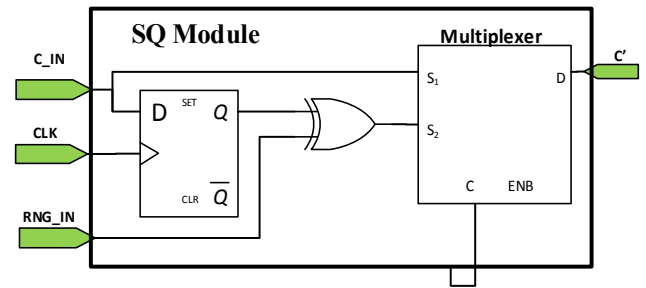 SQ Module
Multiplexer
C_IN
C'
S1
D
D
SET
Q
CLK
S2
CLR
Q
C
ENB
RNG_IN